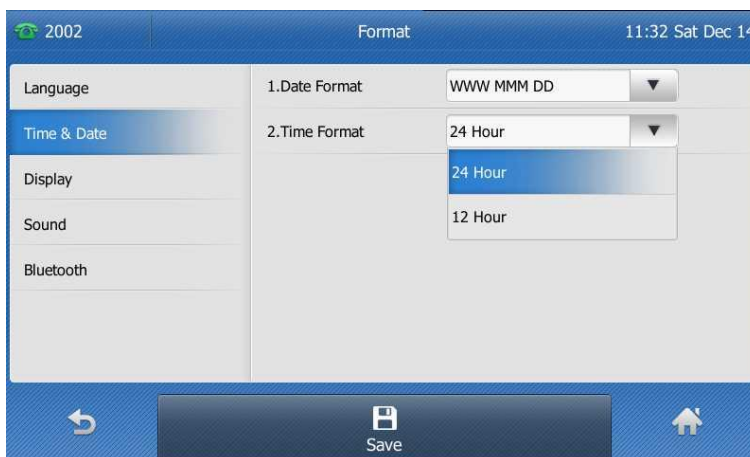 2002 Format 11:32 Sat Dec 14
Language
1.Date Format WWW MMM DD
Time & Date
2.Time Format 24 Hour
24 Hour
Display
12 Hour
Sound
Bluetooth
Save